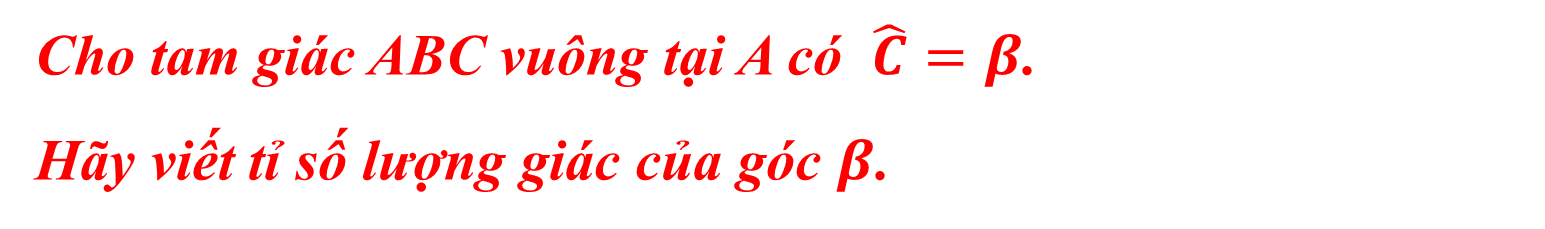 Cho tam giác ABC vuông tại A có Ĉ = β.
Hãy viết tỉ số lượng giác của góc β.